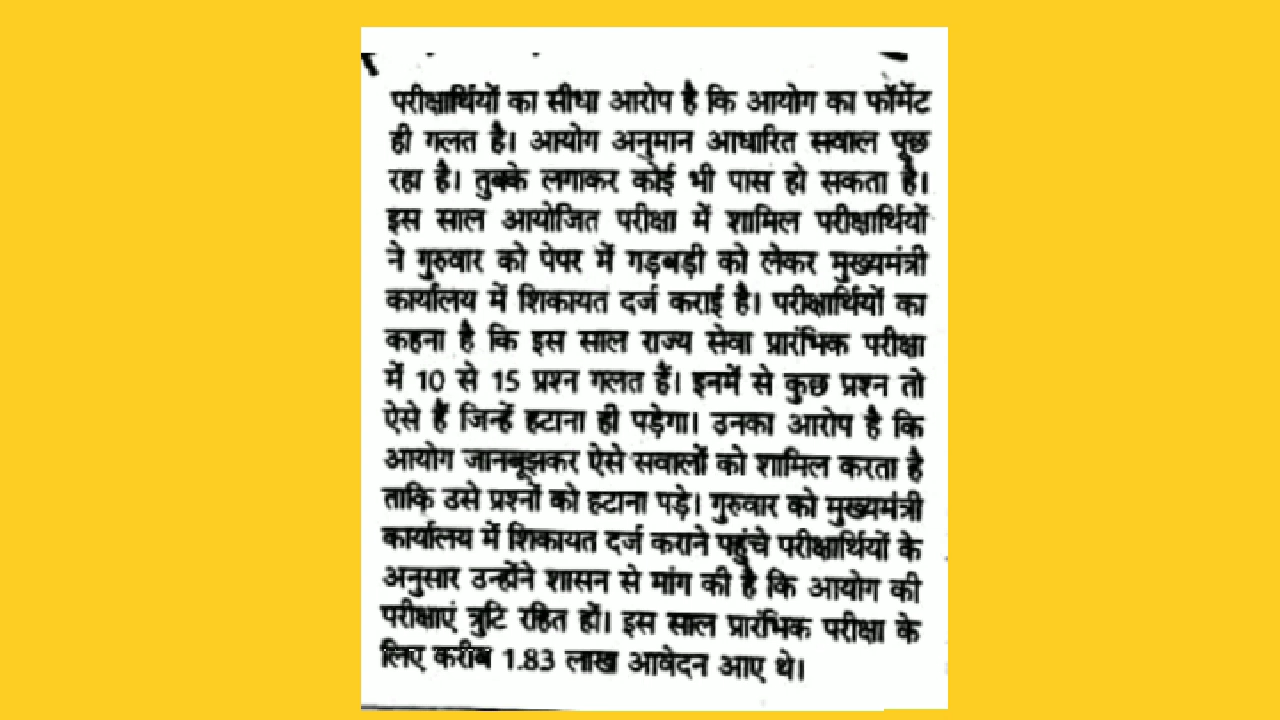 परीक्षार्थियों का सीधा आरोप है कि आयोग का फॉर्मेट
ही गलत है। आयोग अनुमान आधारित सवाल पूछ
रहा है। तुक्के लगाकर कोई भी पास हो सकता है।
इस साल आयोजित परीक्षा में शामिल परीक्षार्थियों
ने गुरुवार को पेपर में गड़बड़ी को लेकर मुख्यमंत्री
कार्यालय में शिकायत दर्ज कराई है। परीक्षार्थियों का
कहना है कि इस साल राज्य सेवा प्रारंभिक परीक्षा
में 10 से 15 प्रश्न गलत हैं। इनमें से कुछ प्रश्न तो
ऐसे हैं जिन्हें हटाना ही पड़ेगा। उनका आरोप है कि
आयोग जानबूझकर ऐसे सवालों को शामिल करता है
ताकि उसे प्रश्नों को हटाना पड़े। गुरुवार को मुख्यमंत्री
कार्यालय में शिकायत दर्ज कराने पहुंचे परीक्षार्थियों के
अनुसार उन्होंने शासन से मांग की है कि आयोग की
परीक्षाएं त्रुटि रहित हों। इस साल प्रारंभिक परीक्षा के
लिए करीब 1.83 लाख आवेदन आए थे।